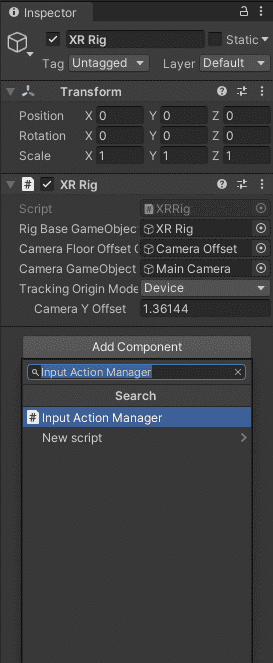 Inspector
XR Rig
Static
Tag Untagged Layer Default
Transform
Position X 0 Y 0 Z 0
Rotation X 0 Y 0 Z 0
Scale X 1 Y 1 Z 1
XR Rig
Script XRRig
Rig Base GameObject XR Rig
Camera Floor Offset O Camera Offset
Camera GameObject Main Camera
Tracking Origin Mode Device
Camera Y Offset 1.36144
Add Component
Input Action Manager
Search
Input Action Manager
New script